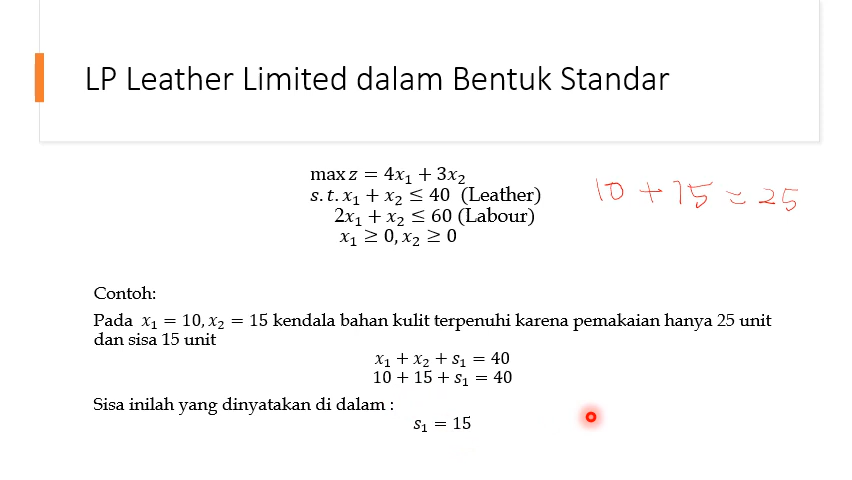 LP Leather Limited dalam Bentuk Standar
max z = 4x₁ + 3x₂
s.t. x₁ + x₂ ≤ 40 (Leather)
2x₁ + x₂ ≤ 60 (Labour)
x₁ ≥ 0, x₂ ≥ 0
10 + 15 = 25
Contoh:
Pada x₁ = 10, x₂ = 15 kendala bahan kulit terpenuhi karena pemakaian hanya 25 unit
dan sisa 15 unit
x₁ + x₂ + s₁ = 40
10 + 15 + s₁ = 40
Sisa inilah yang dinyatakan di dalam :
s₁ = 15